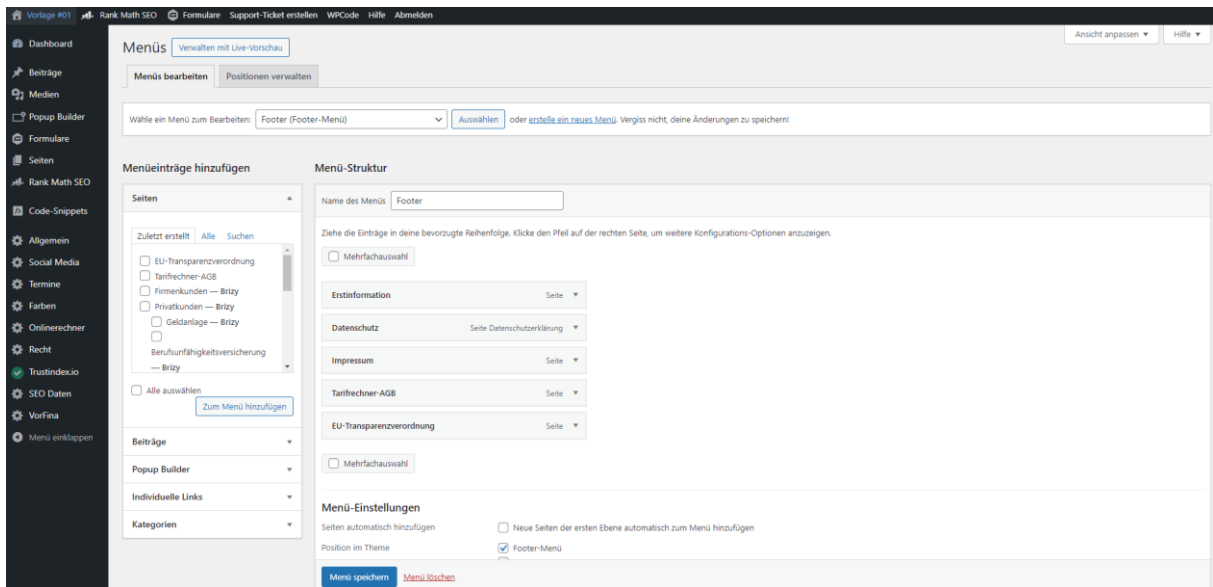 Vorlage #01 Rank Math SEO Formulare Support-Ticket erstellen WPCode Hilfe Abmelden
Dashboard
Beiträge
Medien
Popup Builder
Formulare
Seiten
Rank Math SEO
Code-Snippets
Allgemein
Social Media
Termine
Farben
Onlinerechner
Recht
Trustindex.io
SEO Daten
VorFina
Menü einklappen
Ansicht anpassen Hilfe
Menüs Verwalten mit Live-Vorschau
Menüs bearbeiten Positionen verwalten
Wähle ein Menü zum Bearbeiten: Footer (Footer-Menü) Auswählen oder erstelle ein neues Menü. Vergiss nicht, deine Änderungen zu speichern!
Menüeinträge hinzufügen
Seiten
Zuletzt erstellt Alle Suchen
EU-Transparenzverordnung
Tarifrechner-AGB
Firmenkunden — Brizy
Privatkunden — Brizy
Geldanlage — Brizy
Berufsunfähigkeitsversicherung
— Brizy
Alle auswählen
Zum Menü hinzufügen
Beiträge
Popup Builder
Individuelle Links
Kategorien
Menü-Struktur
Name des Menüs Footer
Ziehe die Einträge in deine bevorzugte Reihenfolge. Klicke den Pfeil auf der rechten Seite, um weitere Konfigurations-Optionen anzuzeigen.
Mehrfachauswahl
Erstinformation Seite
Datenschutz Seite Datenschutzerklärung
Impressum Seite
Tarifrechner-AGB Seite
EU-Transparenzverordnung Seite
Mehrfachauswahl
Menü-Einstellungen
Seiten automatisch hinzufügen Neue Seiten der ersten Ebene automatisch zum Menü hinzufügen
Position im Theme Footer-Menü
Menü speichern Menü löschen